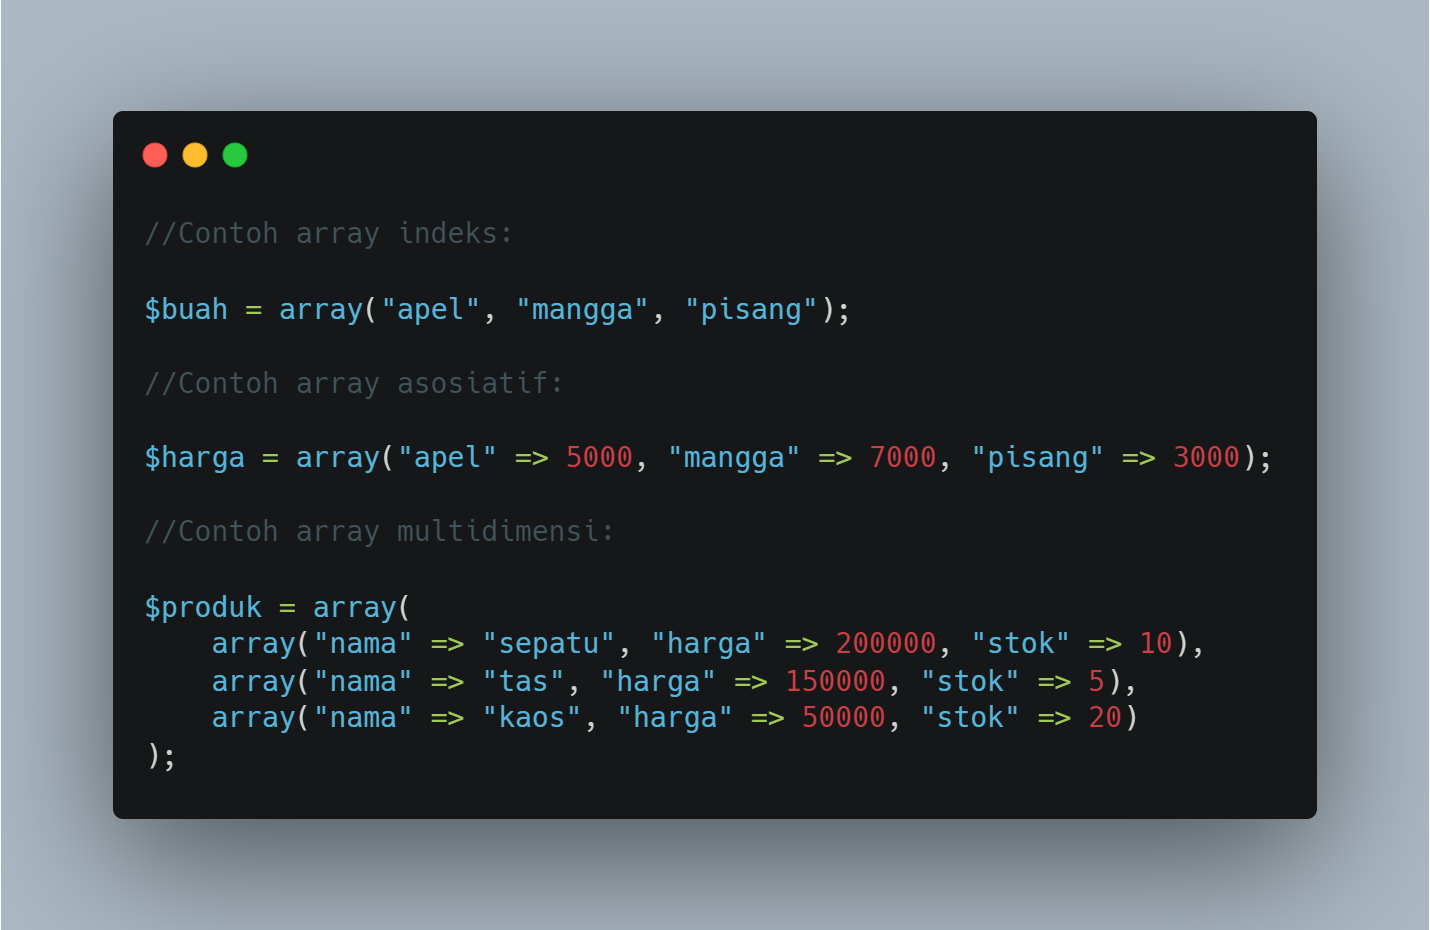 //Contoh array indeks:
$buah = array("apel", "mangga", "pisang");
//Contoh array asosiatif:
$harga = array("apel" => 5000, "mangga" => 7000, "pisang" => 3000);
//Contoh array multidimensi:
$produk = array(
    array("nama" => "sepatu", "harga" => 200000, "stok" => 10),
    array("nama" => "tas", "harga" => 150000, "stok" => 5),
    array("nama" => "kaos", "harga" => 50000, "stok" => 20)
);